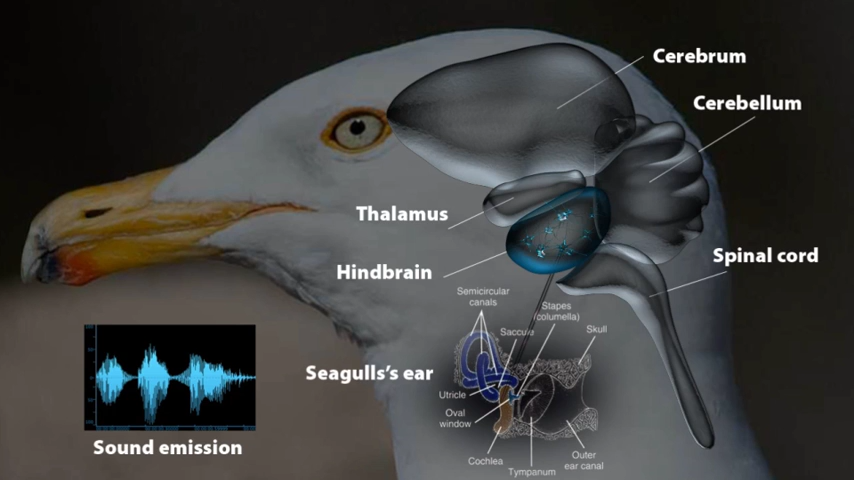 Cerebrum
Cerebellum
Thalamus
Hindbrain
Spinal cord
Semicircular
canals
Stapes
(columella)
Saccule
Skull
Seagulls's ear
Utricle
Oval
window
Cochlea
Tympanum
Outer
ear canal
Sound emission